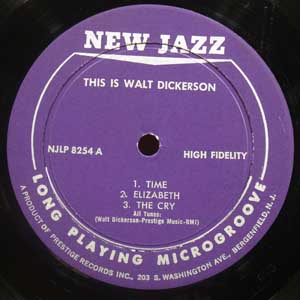 NEW JAZZ
THIS IS WALT DICKERSON
NJLP 8254 A
HIGH FIDELITY
1. TIME
2. ELIZABETH
3. THE CRY
All Tunes:
(Walt Dickerson-Prestige Music-BMI)
LONG PLAYING MICROGROOVE
A PRODUCT OF PRESTIGE RECORDS INC., 203 S. WASHINGTON AVE., BERGENFIELD, N. J.